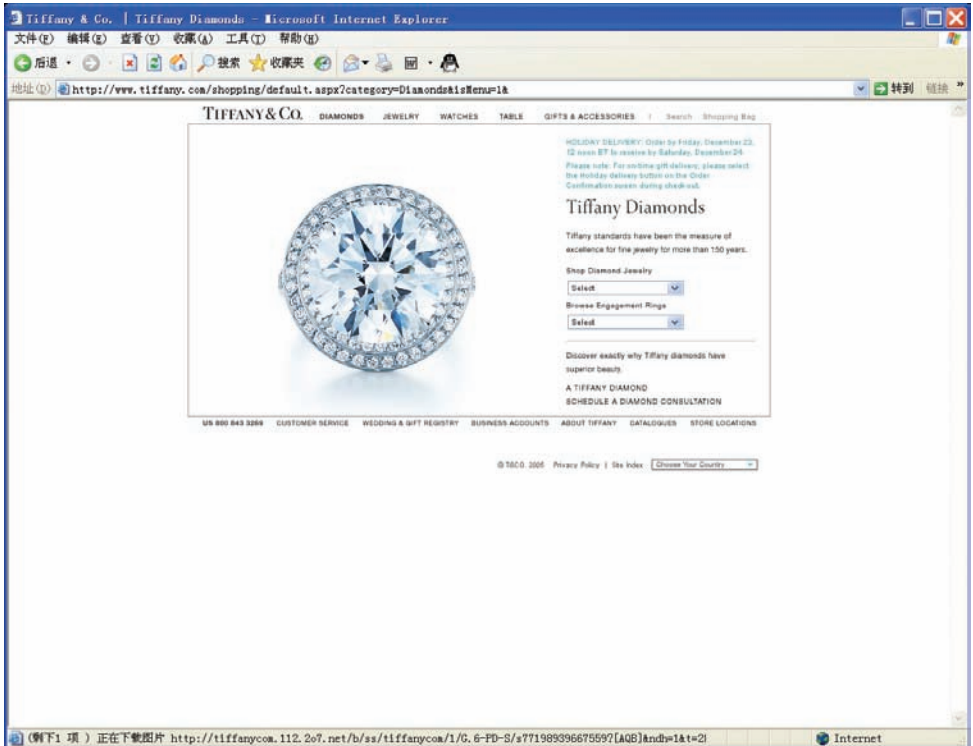 Tiffany & Co. | Tiffany Diamonds - Microsoft Internet Explorer
文件(F) 编辑(E) 查看(V) 收藏(A) 工具(T) 帮助(H)
后退 搜索 收藏夹
地址(D) http://www.tiffany.com/shopping/default.aspx?category=Diamonds&isMenu=1& 转到 链接 »
TIFFANY & CO. DIAMONDS JEWELRY WATCHES TABLE GIFTS & ACCESSORIES / Search Shopping Bag
HOLIDAY DELIVERY: Order by Friday, December 23,
12 noon ET to receive by Saturday, December 24.
Please note: For on-time gift delivery, please select
the Holiday delivery button on the Order
Confirmation screen during check-out.
Tiffany Diamonds
Tiffany standards have been the measure of
excellence for fine jewelry for more than 150 years.
Shop Diamond Jewelry
Select
Browse Engagement Rings
Select
Discover exactly why Tiffany diamonds have
superior beauty.
A TIFFANY DIAMOND
SCHEDULE A DIAMOND CONSULTATION
US 800 843 3269 CUSTOMER SERVICE WEDDING & GIFT REGISTRY BUSINESS ACCOUNTS ABOUT TIFFANY CATALOGUES STORE LOCATIONS
© T&CO. 2005 Privacy Policy | Site Index Choose Your Country
(剩下1 项 ) 正在下载图片 http://tiffanycom.112.2o7.net/b/ss/tiffanycom/1/G.6-PD-S/s77198939667559?[AQB]&ndh=1&t=2 Internet